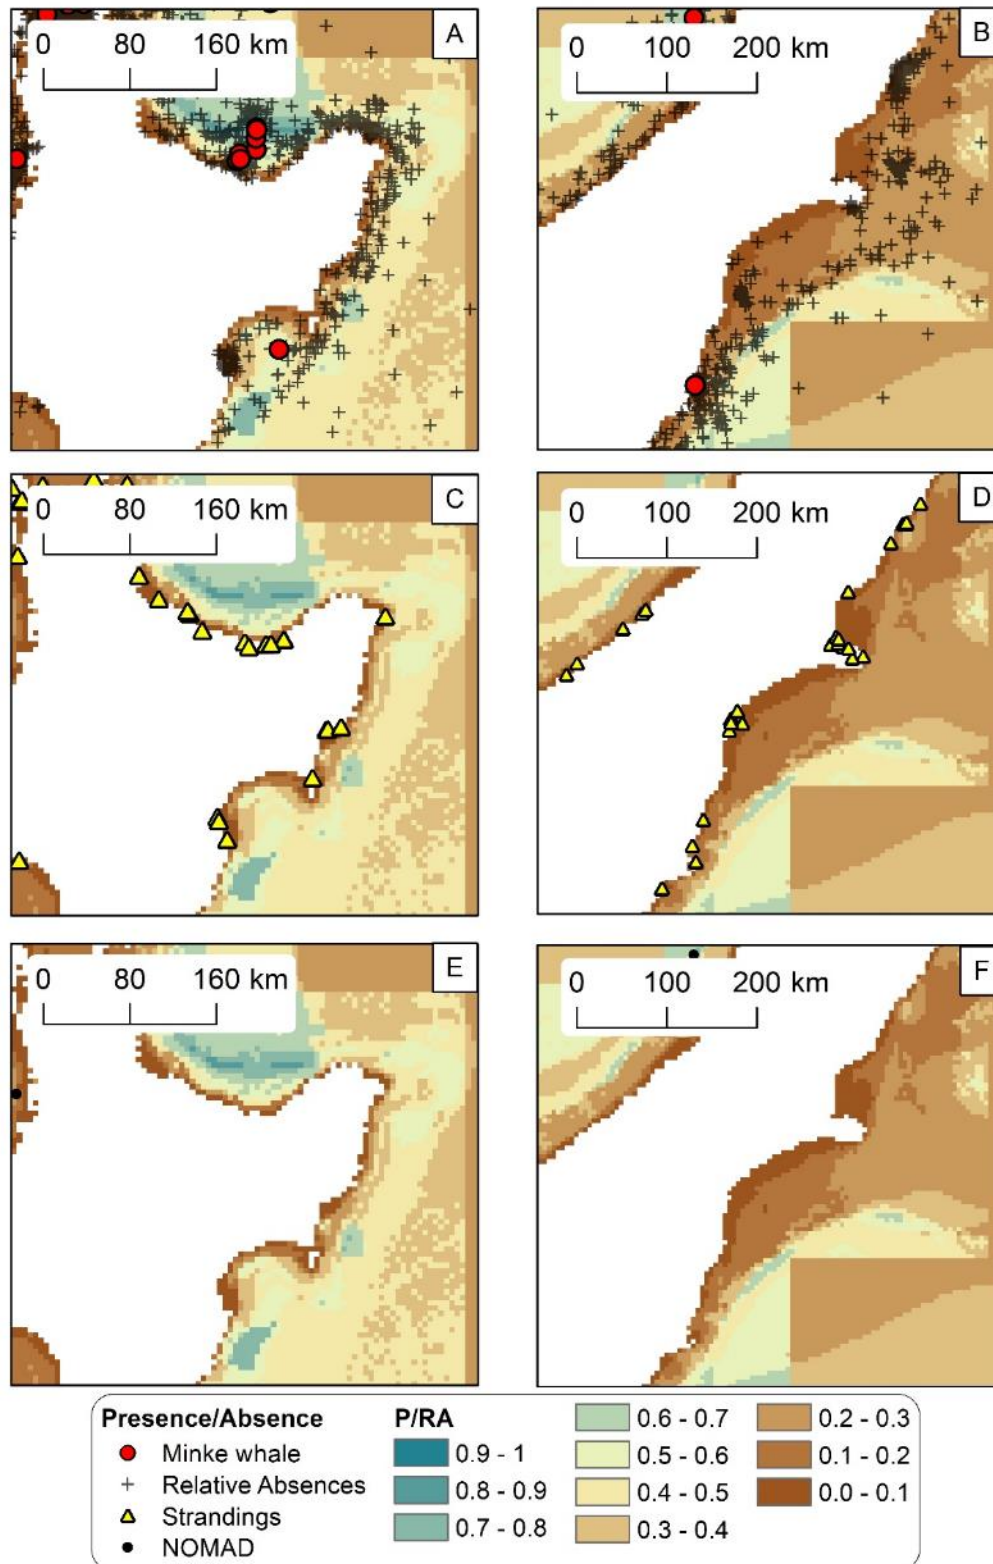 A
0 80 160 km
B
0 100 200 km
C
0 80 160 km
D
0 100 200 km
E
0 80 160 km
F
0 100 200 km
Presence/Absence
Minke whale
Relative Absences
Strandings
NOMAD
P/RA
0.9 - 1
0.8 - 0.9
0.7 - 0.8
0.6 - 0.7
0.5 - 0.6
0.4 - 0.5
0.3 - 0.4
0.2 - 0.3
0.1 - 0.2
0.0 - 0.1